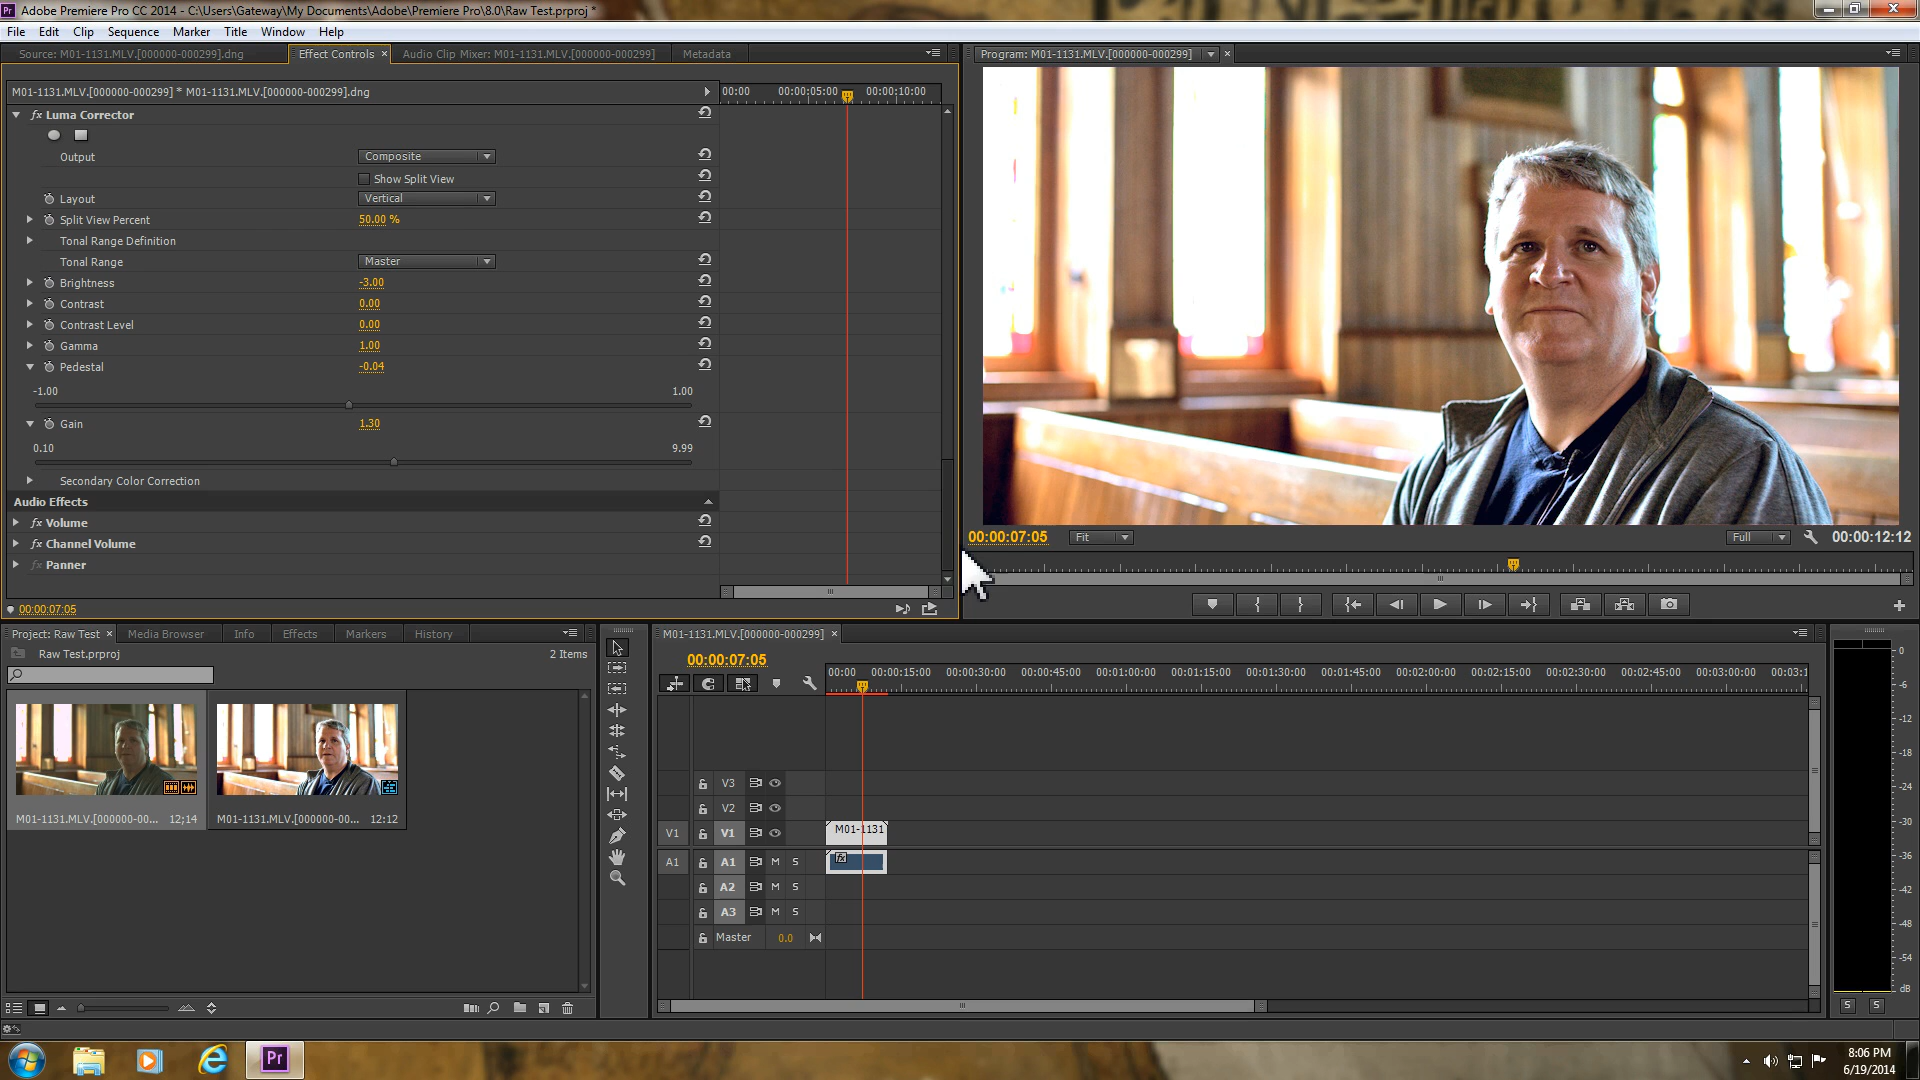 Pr Adobe Premiere Pro CC 2014 - C:\Users\Gateway\My Documents\Adobe\Premiere Pro\8.0\Raw Test.prproj *
File Edit Clip Sequence Marker Title Window Help
Source: M01-1131.MLV.[000000-000299].dng
Effect Controls ×
Audio Clip Mixer: M01-1131.MLV.[000000-000299]
Metadata
M01-1131.MLV.[000000-000299] * M01-1131.MLV.[000000-000299].dng
00:00 00:00:05:00 00:00:10:00
fx Luma Corrector
Output Composite
Show Split View
Layout Vertical
Split View Percent 50.00 %
Tonal Range Definition
Tonal Range Master
Brightness -3.00
Contrast 0.00
Contrast Level 0.00
Gamma 1.00
Pedestal -0.04
-1.00 1.00
Gain 1.30
0.10 9.99
Secondary Color Correction
Audio Effects
fx Volume
fx Channel Volume
fx Panner
00:00:07:05
Program: M01-1131.MLV.[000000-000299] ×
00:00:07:05 Fit Full 00:00:12:12
Project: Raw Test × Media Browser Info Effects Markers History
Raw Test.prproj 2 Items
M01-1131.MLV.[000000-00... 12;14
M01-1131.MLV.[000000-00... 12:12
M01-1131.MLV.[000000-000299] ×
00:00:07:05
00:00 00:00:15:00 00:00:30:00 00:00:45:00 00:01:00:00 00:01:15:00 00:01:30:00 00:01:45:00 00:02:00:00 00:02:15:00 00:02:30:00 00:02:45:00 00:03:00:00 00:03:1
V3
V2
V1 V1 M01-1131
A1 A1 M S fx
A2 M S
A3 M S
Master 0.0
0
-6
-12
-18
-24
-30
-36
-42
-48
-54
dB
S S
Pr
8:06 PM
6/19/2014